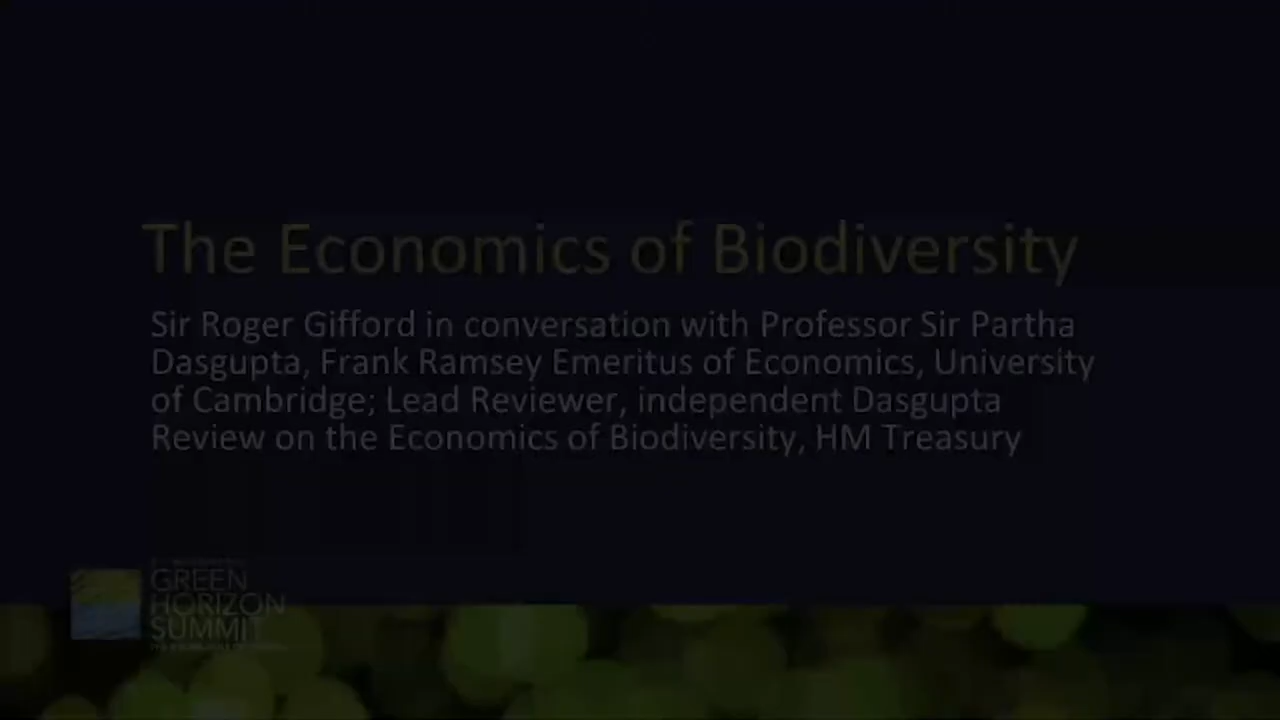 The Economics of Biodiversity
Sir Roger Gifford in conversation with Professor Sir Partha
Dasgupta, Frank Ramsey Emeritus of Economics, University
of Cambridge; Lead Reviewer, independent Dasgupta
Review on the Economics of Biodiversity, HM Treasury
GREEN
HORIZON
SUMMIT